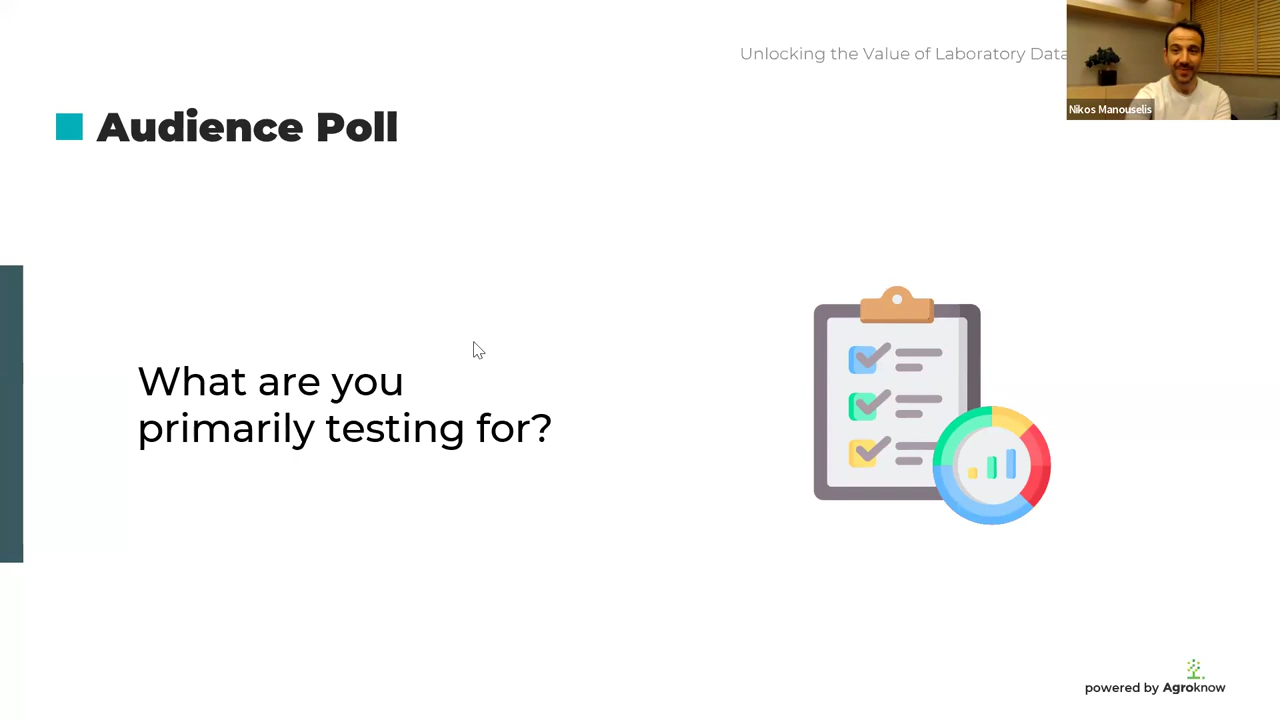 Unlocking the Value of Laboratory Data
Nikos Manouselis
Audience Poll
What are you
primarily testing for?
powered by Agroknow